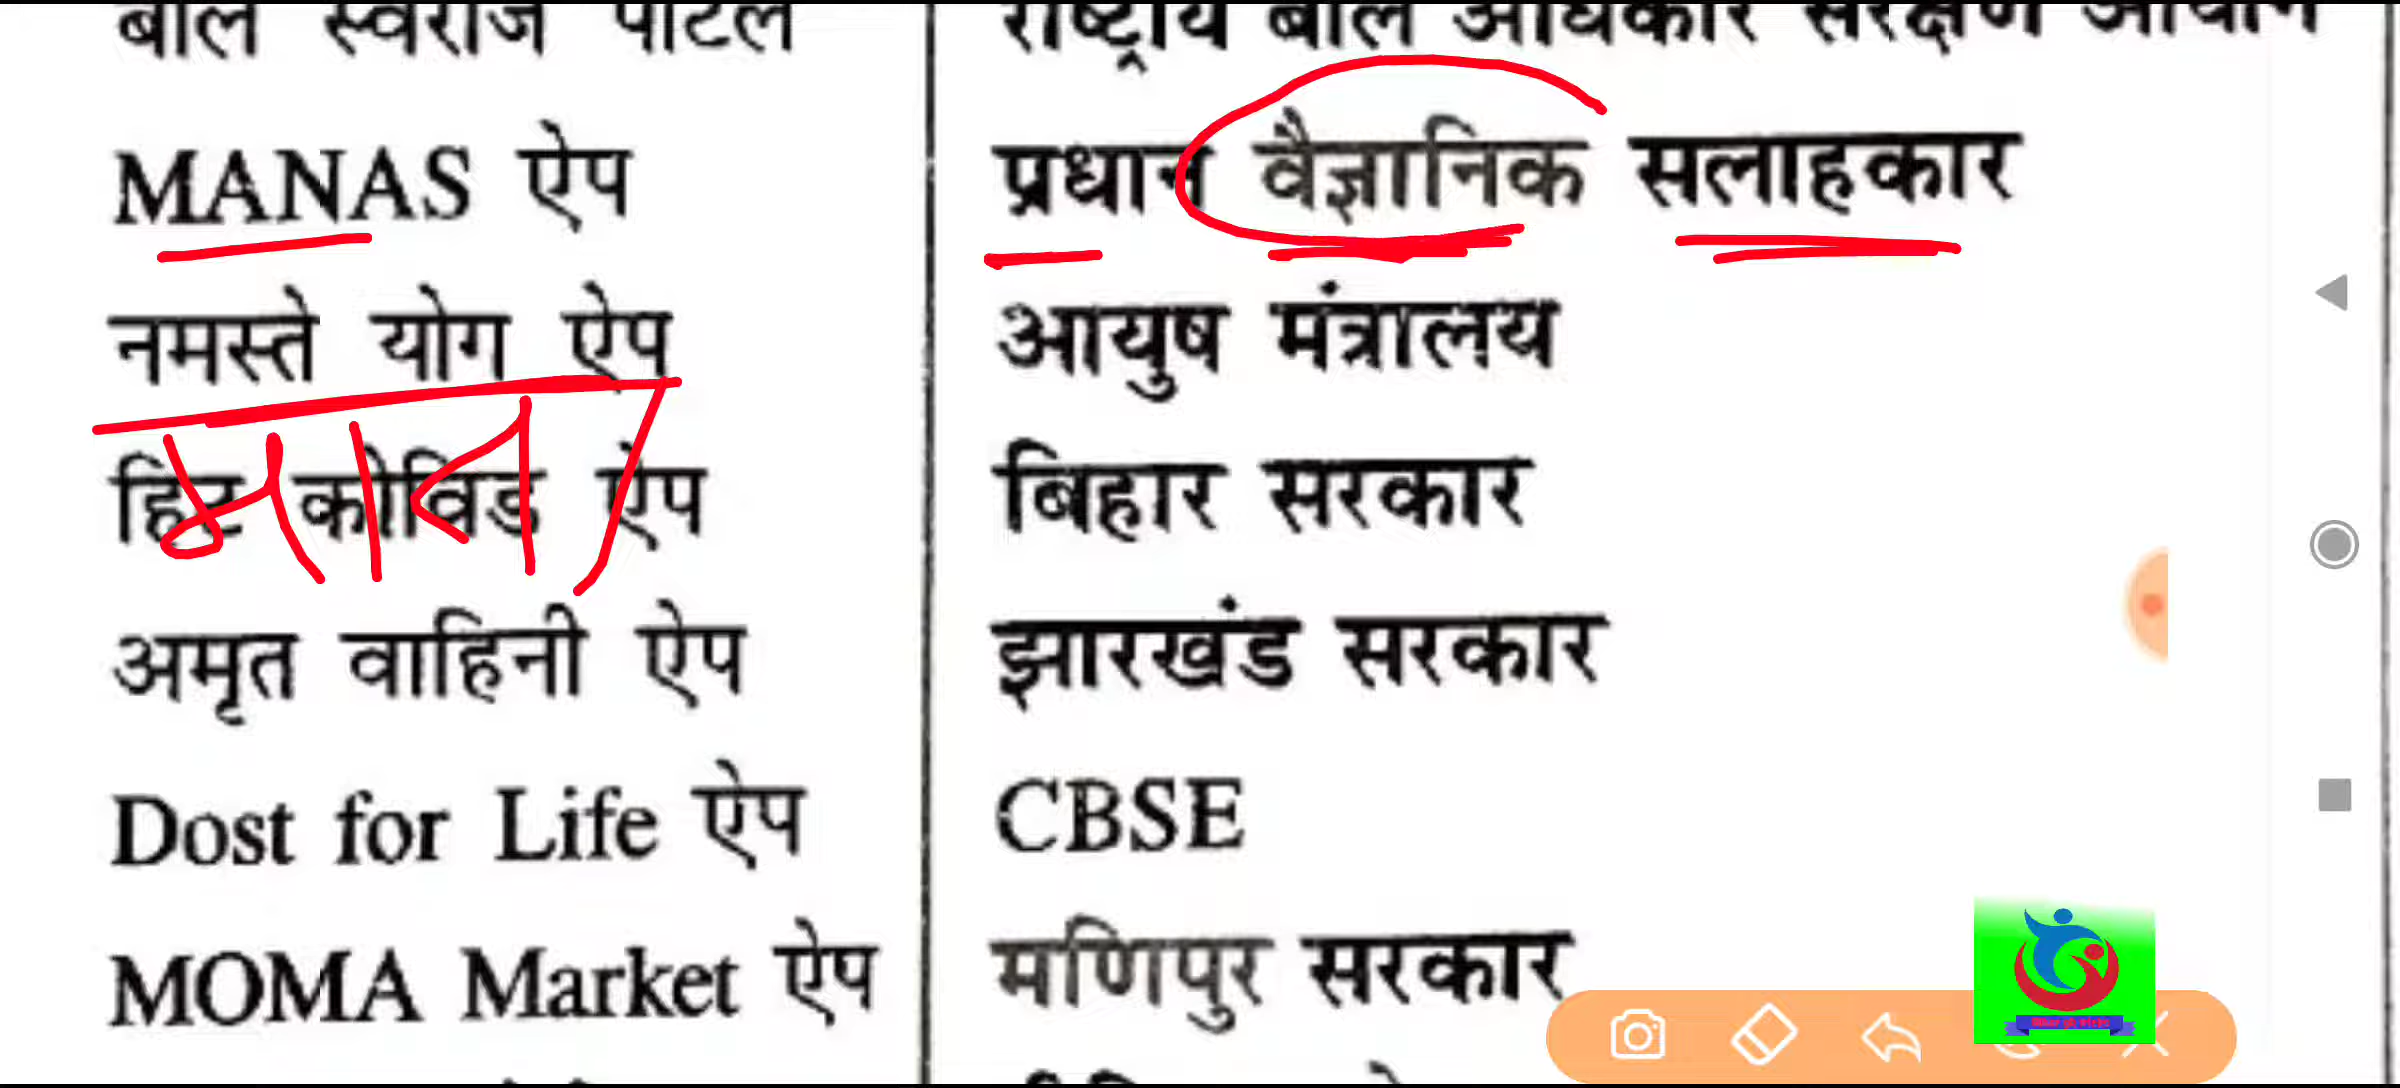 बाल स्वराज पोर्टल राष्ट्रीय बाल अधिकार संरक्षण आयोग
MANAS ऐप प्रधान वैज्ञानिक सलाहकार
नमस्ते योग ऐप आयुष मंत्रालय
हिट कोविड ऐप बिहार सरकार
अमृत वाहिनी ऐप झारखंड सरकार
Dost for Life ऐप CBSE
MOMA Market ऐप मणिपुर सरकार